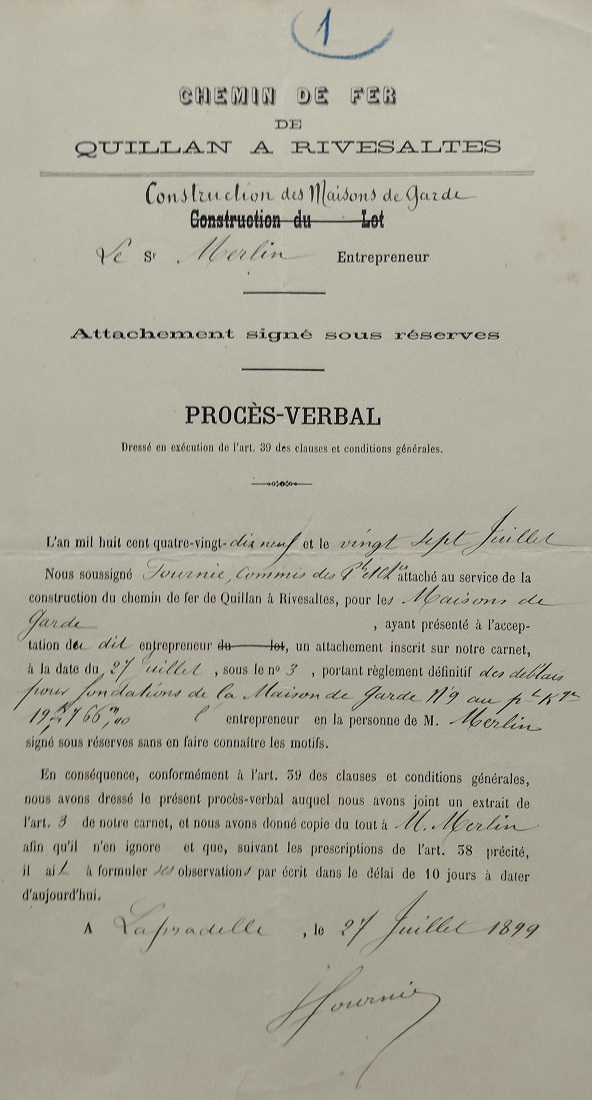 1
CHEMIN DE FER
DE
QUILLAN A RIVESALTES
Construction des Maisons de Garde
Construction du Lot
Le Sr Merlin Entrepreneur
Attachement signé sous réserves
PROCÈS-VERBAL
Dressé en exécution de l'art. 39 des clauses et conditions générales.
L'an mil huit cent quatre-vingt-dix neuf et le vingt sept Juillet
Nous soussigné Fournié, Commis des Pts et Ch. attaché au service de la
construction du chemin de fer de Quillan à Rivesaltes, pour les Maisons de
Garde , ayant présenté à l'accep-
tation du dit entrepreneur du lot, un attachement inscrit sur notre carnet,
à la date du 27 juillet , sous le no 3 , portant règlement définitif des déblais
pour fondations de la Maison de Garde No 9 au pt Kque
19k766m,00 l' entrepreneur en la personne de M. Merlin
signé sous réserves sans en faire connaître les motifs.
En conséquence, conformément à l'art. 39 des clauses et conditions générales,
nous avons dressé le présent procès-verbal auquel nous avons joint un extrait de
l'art. 3 de notre carnet, et nous avons donné copie du tout à M. Merlin
afin qu'il n'en ignore et que, suivant les prescriptions de l'art. 38 précité,
il ait à formuler ses observations par écrit dans le délai de 10 jours à dater
d'aujourd'hui.
A Lapradelle , le 27 Juillet 1899
Fournié